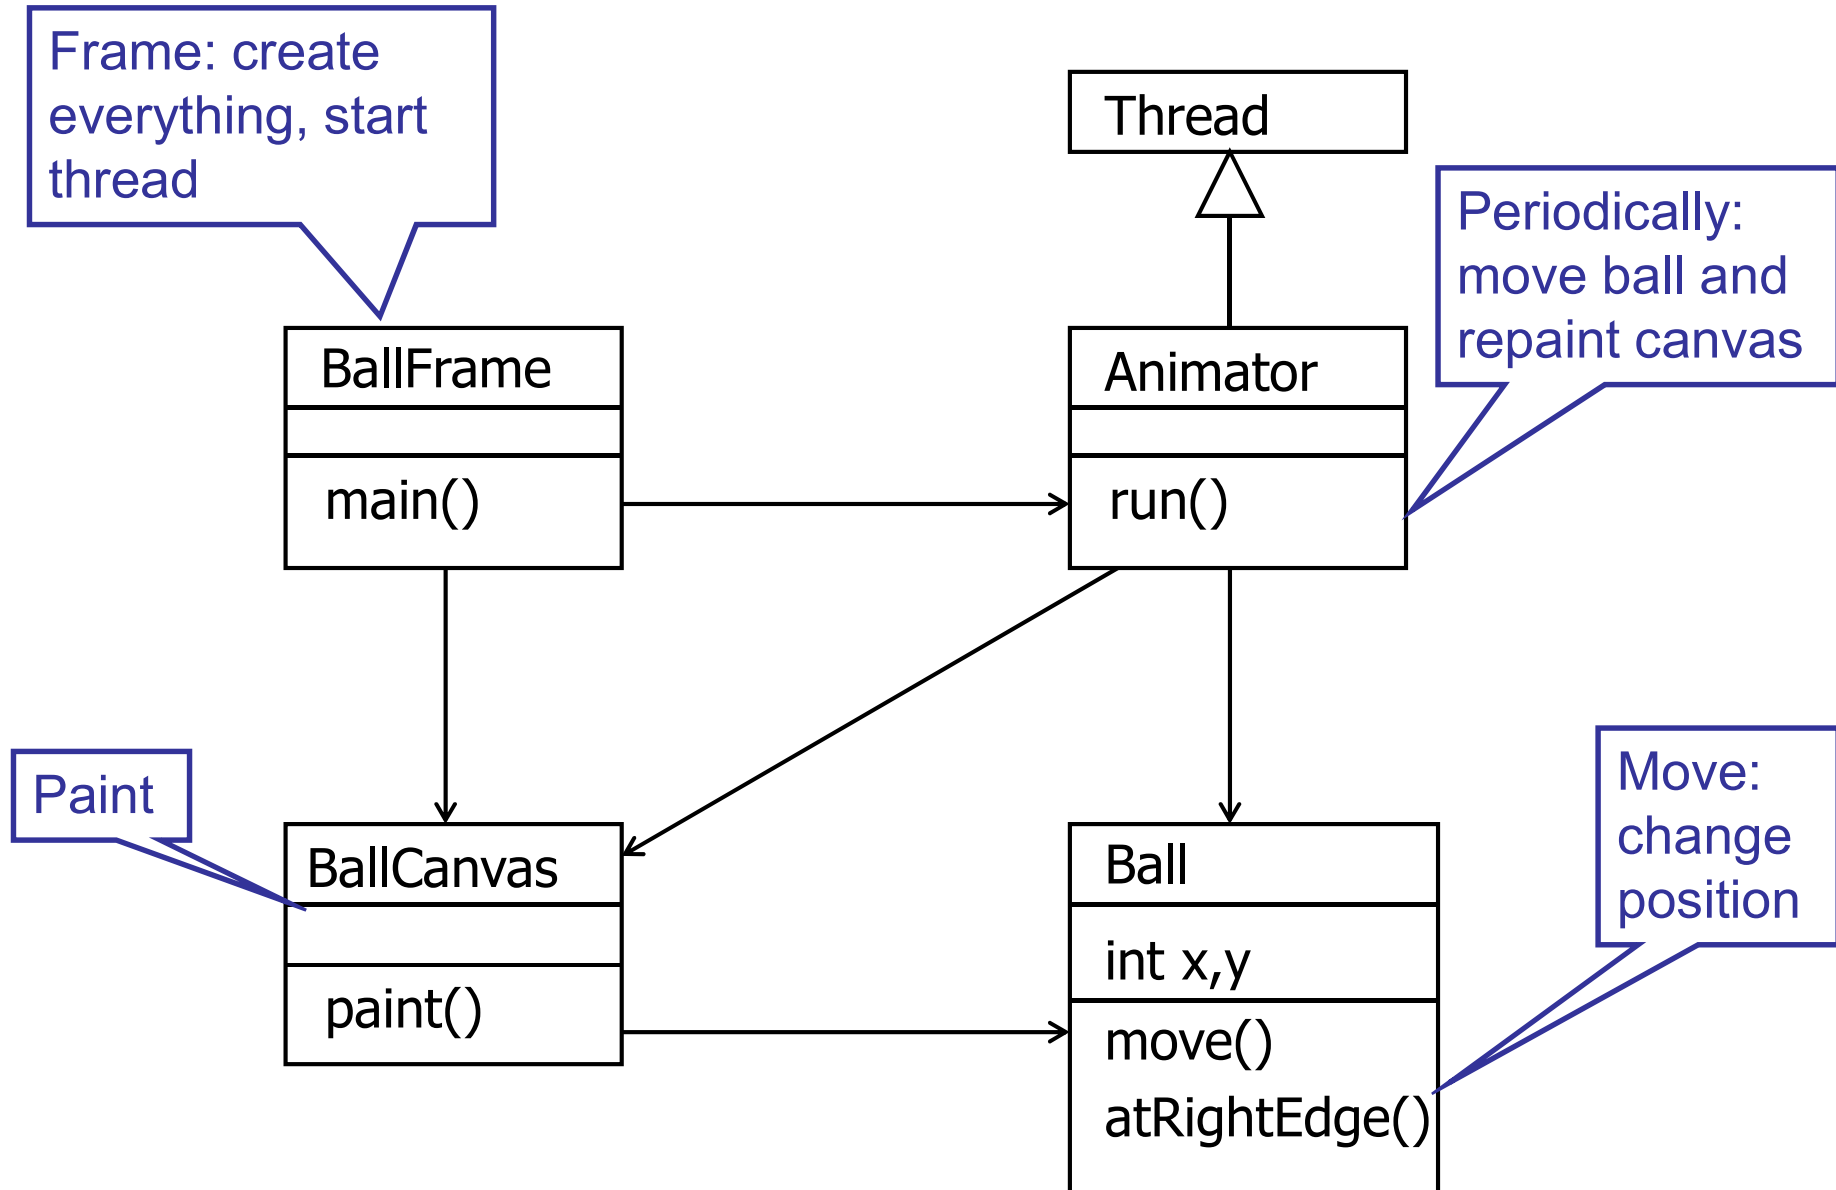 Frame: create
everything, start
thread
Thread
Periodically:
move ball and
repaint canvas
BallFrame
main()
Animator
run()
Paint
BallCanvas
paint()
Ball
int x,y
move()
atRightEdge()
Move:
change
position